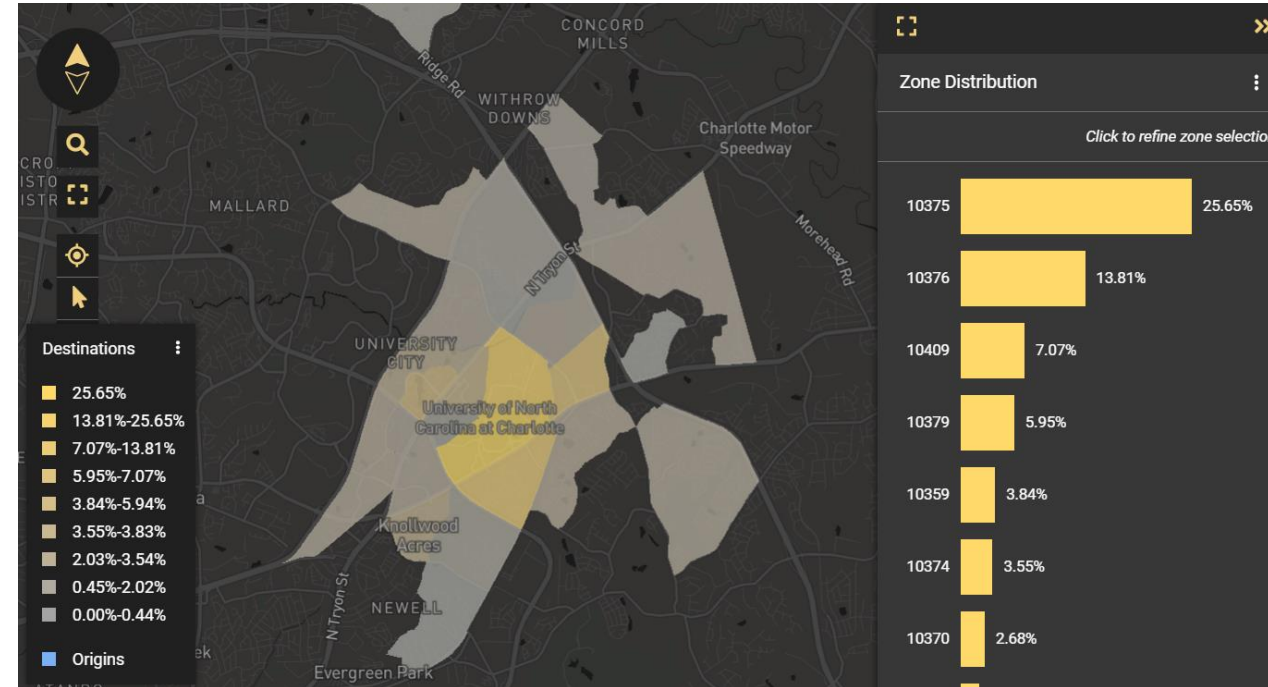 CONCORD
MILLS
Ridge Rd
WITHROW
DOWNS
Charlotte Motor
Speedway
CRO
ISTO
ISTR
MALLARD
Morehead Rd
N Tryon St
UNIVERSITY
CITY
University of North
Carolina at Charlotte
Knollwood
Acres
N Tryon St
NEWELL
Evergreen Park
a
ek
Destinations
25.65%
13.81%-25.65%
7.07%-13.81%
5.95%-7.07%
3.84%-5.94%
3.55%-3.83%
2.03%-3.54%
0.45%-2.02%
0.00%-0.44%
Origins
Zone Distribution
Click to refine zone selectio
10375 25.65%
10376 13.81%
10409 7.07%
10379 5.95%
10359 3.84%
10374 3.55%
10370 2.68%